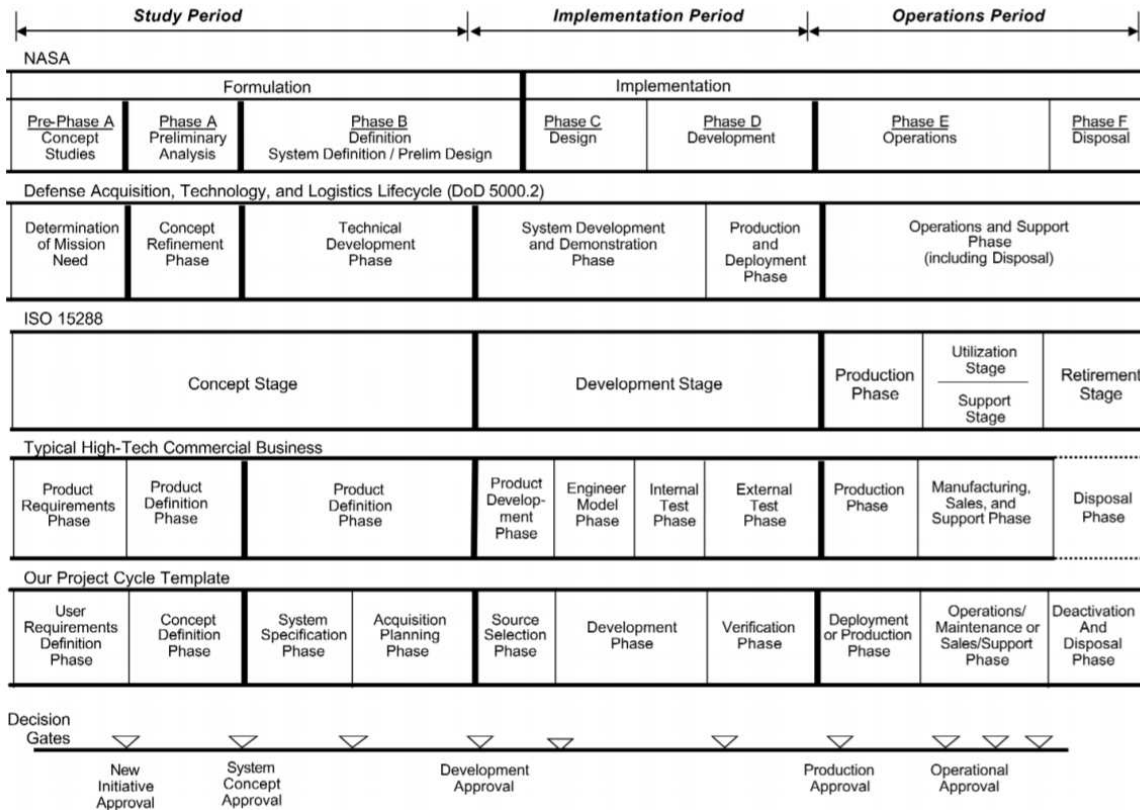 Study Period
Implementation Period
Operations Period
NASA
Formulation
Implementation
Pre-Phase A
Concept
Studies
Phase A
Preliminary
Analysis
Phase B
Definition
System Definition / Prelim Design
Phase C
Design
Phase D
Development
Phase E
Operations
Phase F
Disposal
Defense Acquisition, Technology, and Logistics Lifecycle (DoD 5000.2)
Determination
of Mission
Need
Concept
Refinement
Phase
Technical
Development
Phase
System Development
and Demonstration
Phase
Production
and
Deployment
Phase
Operations and Support
Phase
(including Disposal)
ISO 15288
Concept Stage
Development Stage
Production
Phase
Utilization
Stage
Support
Stage
Retirement
Stage
Typical High-Tech Commercial Business
Product
Requirements
Phase
Product
Definition
Phase
Product
Definition
Phase
Product
Develop-
ment
Phase
Engineer
Model
Phase
Internal
Test
Phase
External
Test
Phase
Production
Phase
Manufacturing,
Sales, and
Support Phase
Disposal
Phase
Our Project Cycle Template
User
Requirements
Definition
Phase
Concept
Definition
Phase
System
Specification
Phase
Acquisition
Planning
Phase
Source
Selection
Phase
Development
Phase
Verification
Phase
Deployment
or Production
Phase
Operations/
Maintenance or
Sales/Support
Phase
Deactivation
And
Disposal
Phase
Decision
Gates
New
Initiative
Approval
System
Concept
Approval
Development
Approval
Production
Approval
Operational
Approval